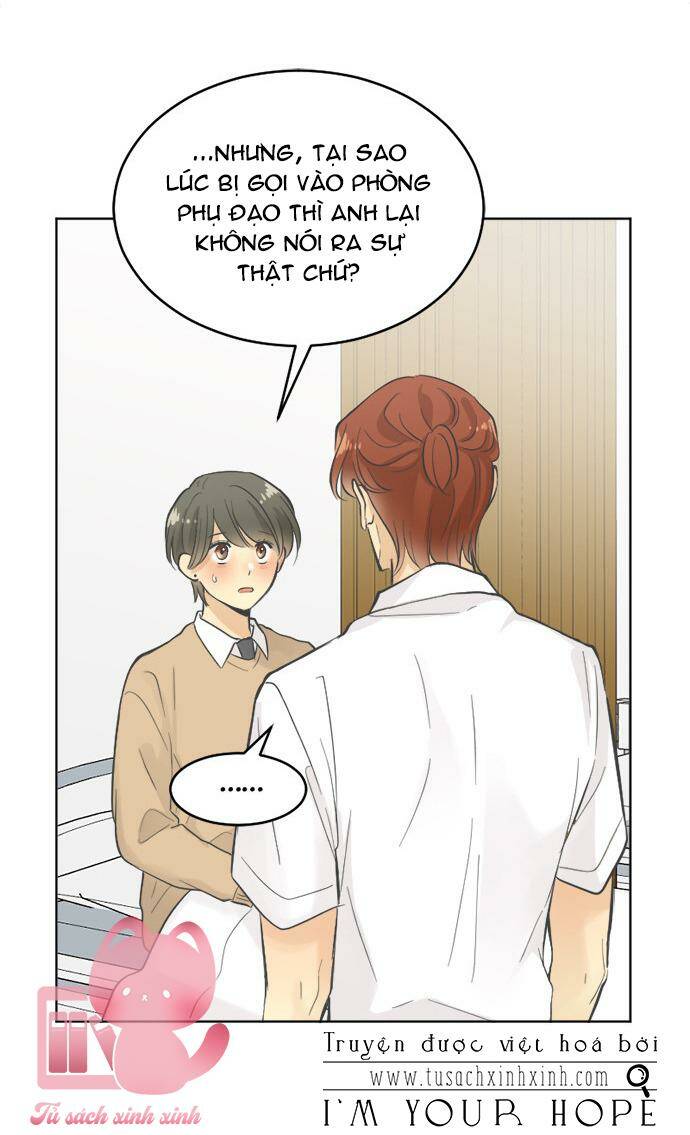 ...NHƯNG, TẠI SAO
LÚC BỊ GỌI VÀO PHÒNG
PHỤ ĐẠO THÌ ANH LẠI
KHÔNG NÓI RA SỰ
THẬT CHỨ?
......
Truyện được việt hoá bởi
www.tusachxinhxinh.com
I'M YOUR HOPE
Tủ sách xinh xinh